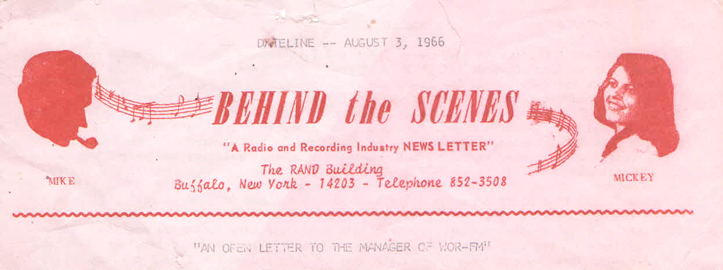 DATELINE -- AUGUST 3, 1966
BEHIND the SCENES
"A Radio and Recording Industry NEWS LETTER"
The RAND Building
Buffalo, New York - 14203 - Telephone 852-3508
MIKE
MICKEY
"AN OPEN LETTER TO THE MANAGER OF WOR-FM"